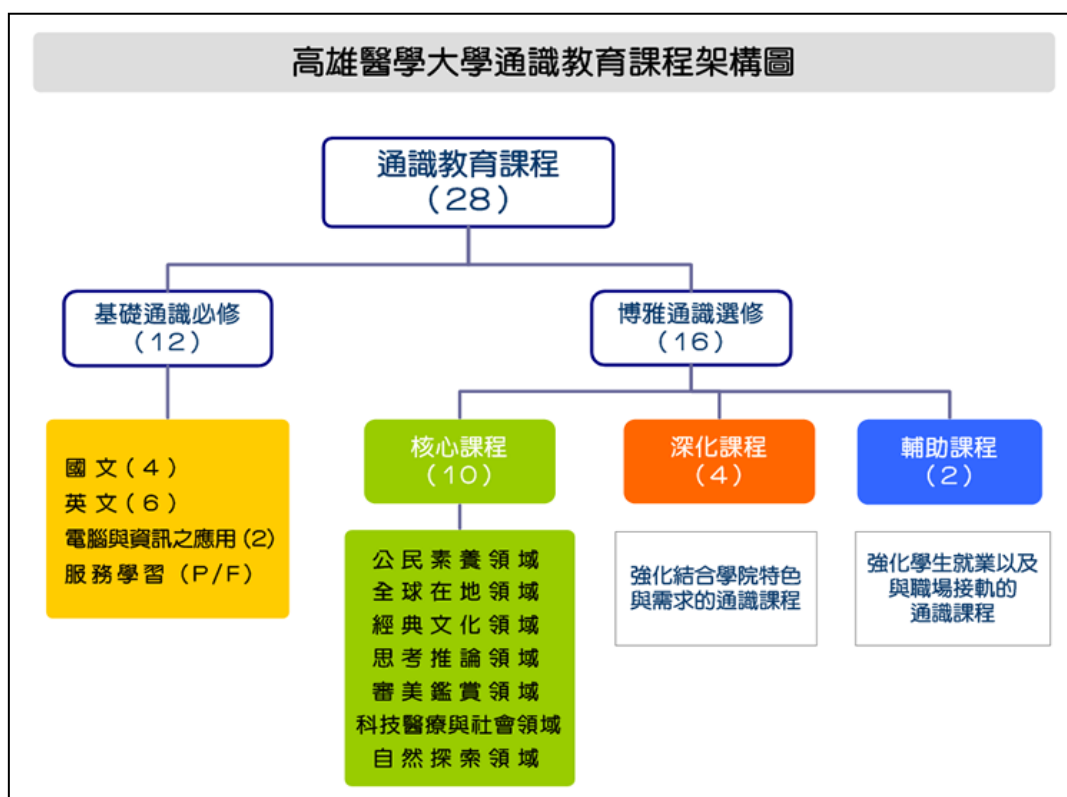 高雄醫學大學通識教育課程架構圖
通識教育課程
(28)
基礎通識必修
(12)
博雅通識選修
(16)
國文(4)
英文(6)
電腦與資訊之應用(2)
服務學習(P/F)
核心課程
(10)
公民素養領域
全球在地領域
經典文化領域
思考推論領域
審美鑑賞領域
科技醫療與社會領域
自然探索領域
深化課程
(4)
強化結合學院特色
與需求的通識課程
輔助課程
(2)
強化學生就業以及
與職場接軌的
通識課程